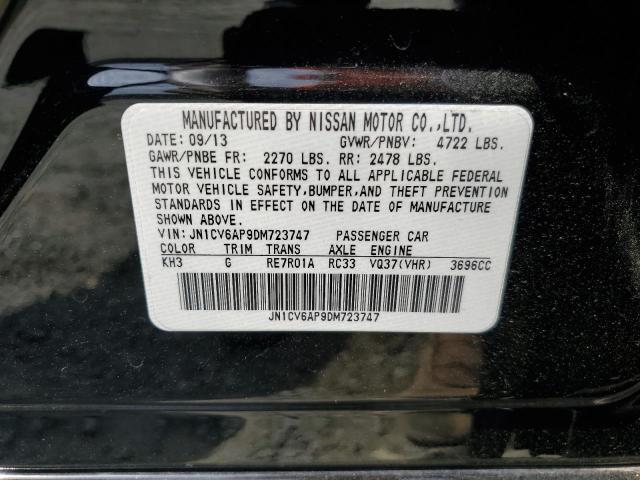 MANUFACTURED BY NISSAN MOTOR CO.,LTD.
DATE: 09/13 GVWR/PNBV: 4722 LBS.
GAWR/PNBE FR: 2270 LBS. RR: 2478 LBS.
THIS VEHICLE CONFORMS TO ALL APPLICABLE FEDERAL
MOTOR VEHICLE SAFETY, BUMPER, AND THEFT PREVENTION
STANDARDS IN EFFECT ON THE DATE OF MANUFACTURE
SHOWN ABOVE.
VIN: JN1CV6AP9DM723747 PASSENGER CAR
COLOR TRIM TRANS AXLE ENGINE
KH3 G RE7R01A RC33 VQ37(VHR) 3696CC
JN1CV6AP9DM723747